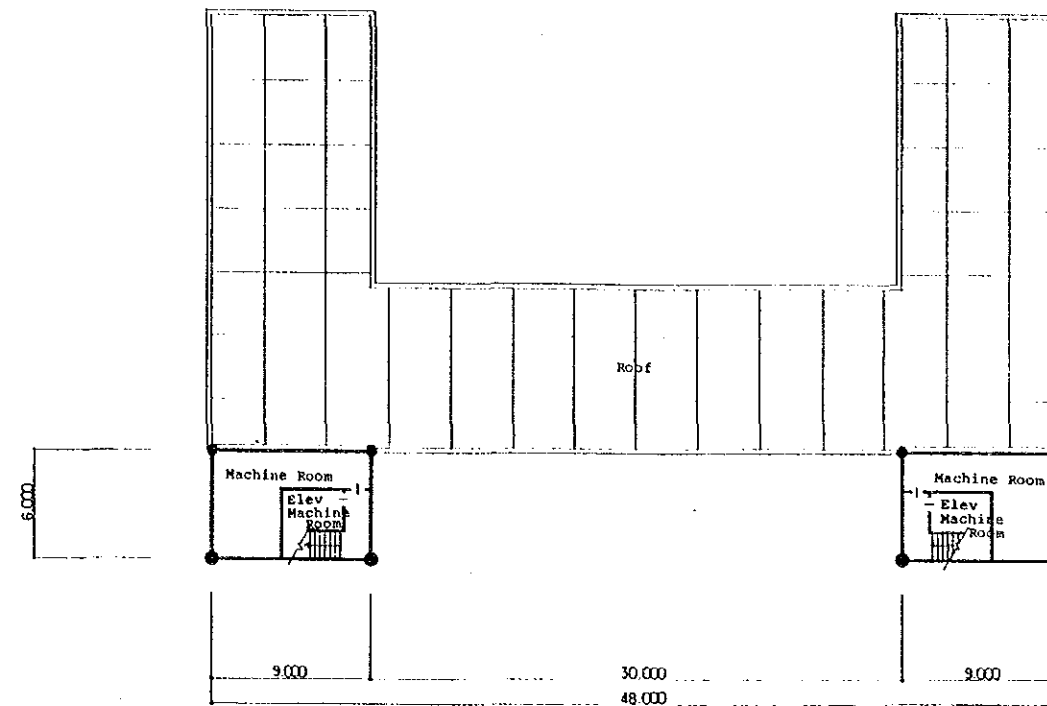 Roof
Machine Room
Elev
Machine
Room
Machine Room
Elev
Machine
Room
6.000
9.000
30.000
9.000
48.000